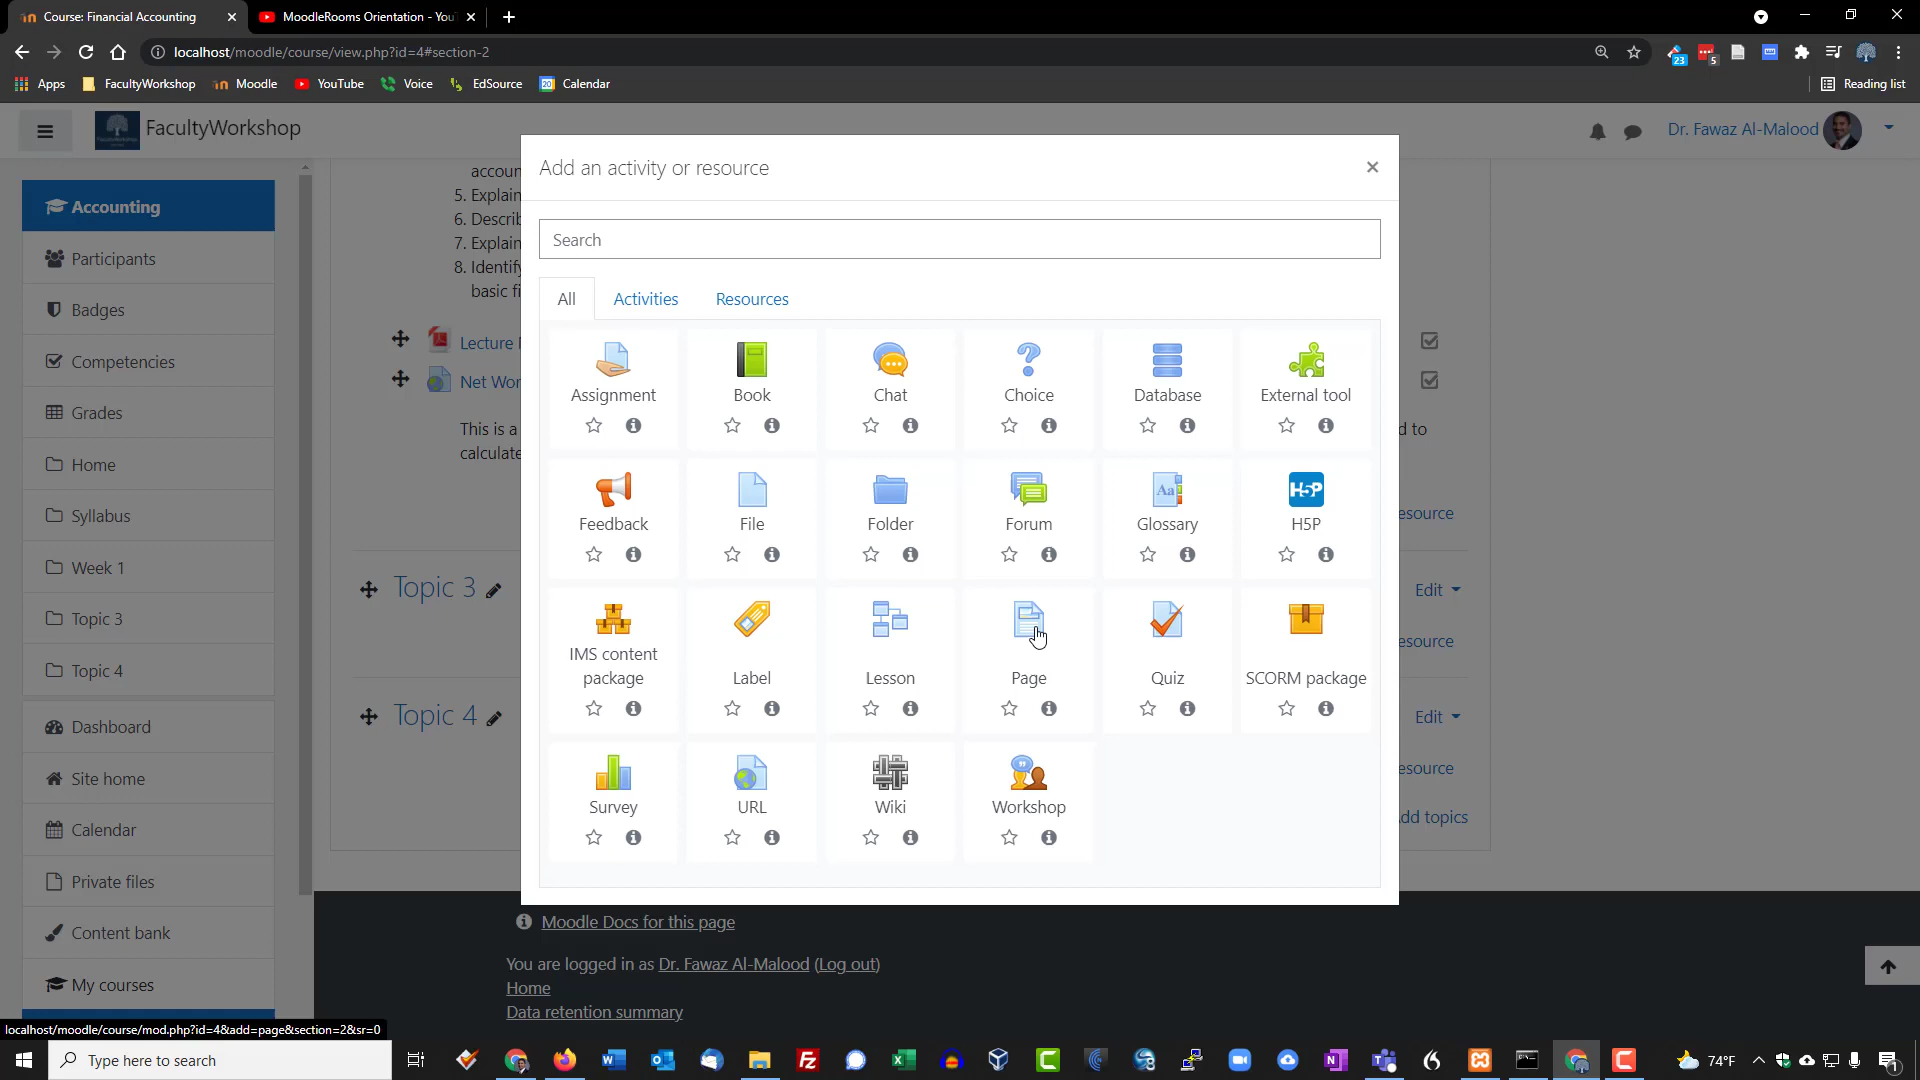 Course: Financial Accounting
MoodleRooms Orientation - You
localhost/moodle/course/view.php?id=4#section-2
23
5
Apps
FacultyWorkshop
Moodle
YouTube
Voice
EdSource
20
Calendar
Reading list
FacultyWorkshop
Dr. Fawaz Al-Malood
Accounting
Participants
Badges
Competencies
Grades
Home
Syllabus
Week 1
Topic 3
Topic 4
Dashboard
Site home
Calendar
Private files
Content bank
My courses
accoun
5. Explain
6. Describ
7. Explain
8. Identify
basic fi
Lecture
Net Wor
This is a
d to
calculate
esource
Topic 3
Edit
esource
Topic 4
Edit
esource
dd topics
Add an activity or resource
×
Search
All
Activities
Resources
Assignment
Book
Chat
Choice
Database
External tool
Feedback
File
Folder
Forum
Aa
Glossary
H5P
H5P
IMS content
package
Label
Lesson
Page
Quiz
SCORM package
Survey
URL
Wiki
Workshop
Moodle Docs for this page
You are logged in as Dr. Fawaz Al-Malood (Log out)
Home
Data retention summary
localhost/moodle/course/mod.php?id=4&add=page&section=2&sr=0
Type here to search
74°F
1